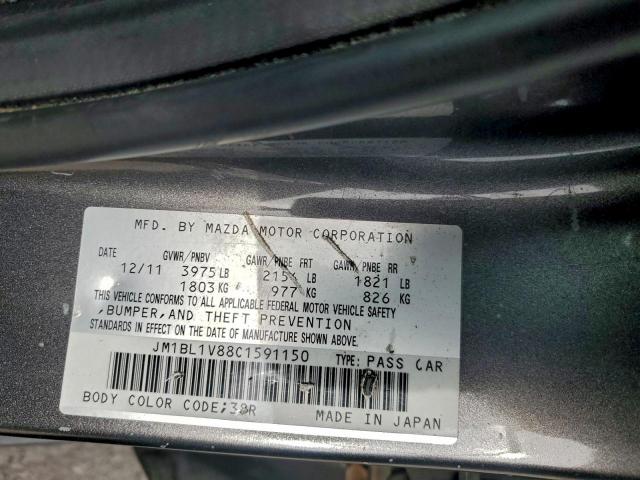 MFD. BY MAZDA MOTOR CORPORATION
DATE GVWR/PNBV GAWR/PNBE FRT GAWR/PNBE RR
12/11 3975 LB 2154 LB 1821 LB
1803 KG 977 KG 826 KG
THIS VEHICLE CONFORMS TO ALL APPLICABLE FEDERAL MOTOR VEHICLE SAFETY
,BUMPER,AND THEFT PREVENTION
STANDARDS IN EFFECT ON THE DATE OF MANUFACTURE SHOWN ABOVE.
JM1BL1V88C1591150 TYPE: PASS CAR
BODY COLOR CODE;38R MADE IN JAPAN